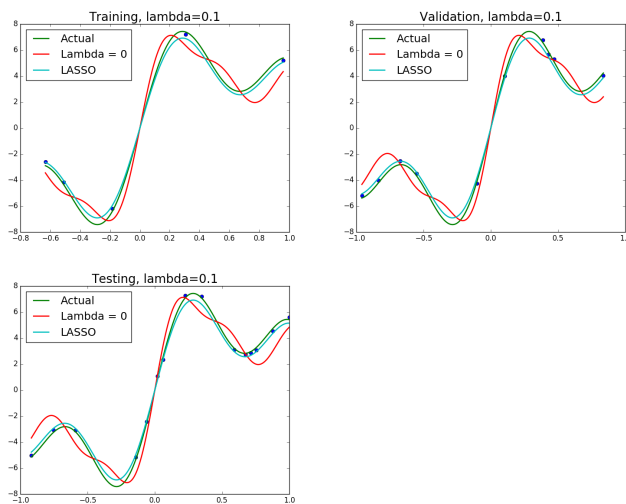 Training, lambda=0.1
8
6
4
2
0
−2
−4
−6
−8
Actual
Lambda = 0
LASSO
−0.8 −0.6 −0.4 −0.2 0.0 0.2 0.4 0.6 0.8 1.0
Validation, lambda=0.1
8
6
4
2
0
−2
−4
−6
−8
Actual
Lambda = 0
LASSO
−1.0 −0.5 0.0 0.5 1.0
Testing, lambda=0.1
8
6
4
2
0
−2
−4
−6
−8
Actual
Lambda = 0
LASSO
−1.0 −0.5 0.0 0.5 1.0